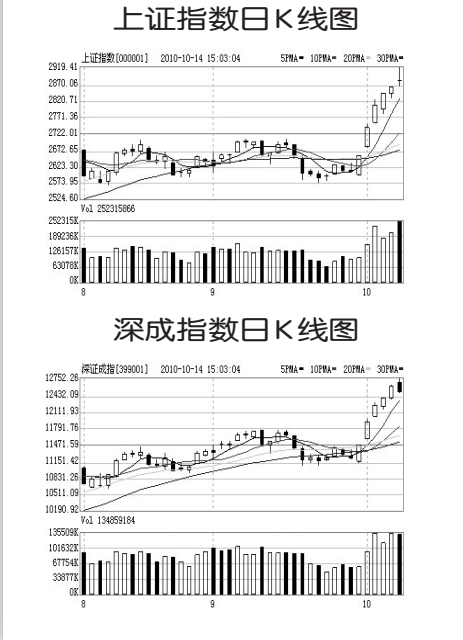 上证指数日K线图
上证指数[000001] 2010-10-14 15:03:04 5PMA 10PMA 20PMA 30PMA
2919.41
2870.06
2820.71
2771.36
2722.01
2672.65
2623.30
2573.95
2524.60
Vol 252315866
252315K
189236K
126157K
63078K
0K
8 9 10
深成指数日K线图
深证成指[399001] 2010-10-14 15:03:04 5PMA 10PMA 20PMA 30PMA
12752.26
12432.09
12111.93
11791.76
11471.59
11151.42
10831.26
10511.09
10190.92
Vol 134859184
135509K
101632K
67754K
33877K
0K
8 9 10